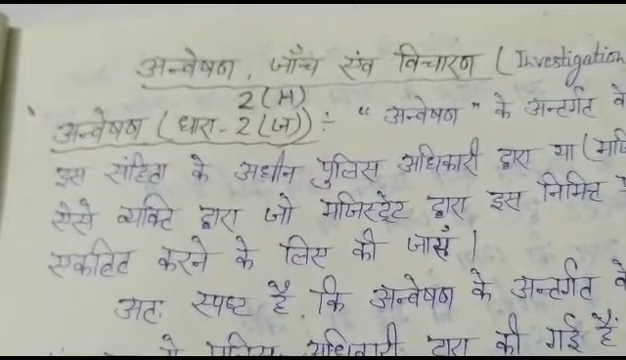 अन्वेषण, जाँच एंव विचारण (Investigation
2(H)
अन्वेषण (धारा-2(ज)) : "अन्वेषण" के अन्तर्गत वे
इस संहिता के अधीन पुलिस अधिकारी द्वारा या (मजि
ऐसे व्यक्ति द्वारा जो मजिस्ट्रेट द्वारा इस निमित
एकत्रित करने के लिए की जाएं।
अतः स्पष्ट है कि अन्वेषण के अन्तर्गत वे
पुलिस अधिकारी द्वारा की गई हैं